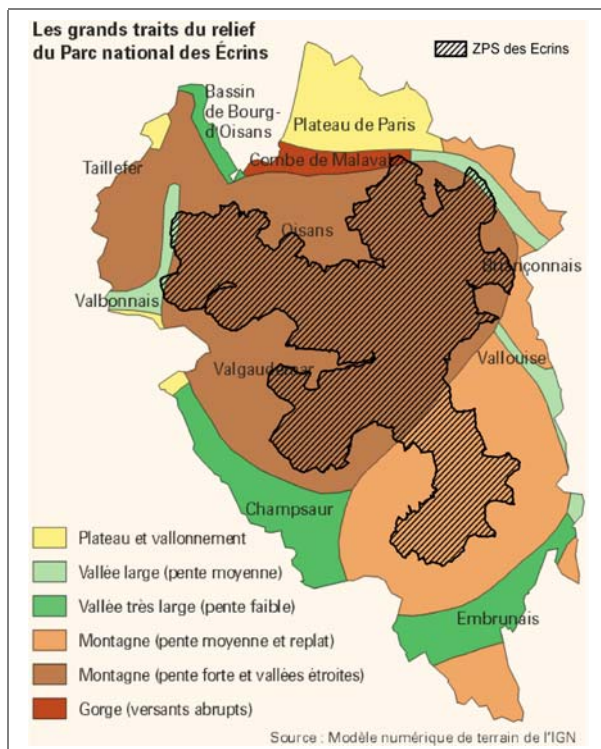 Les grands traits du relief
du Parc national des Écrins
ZPS des Ecrins
Bassin
de Bourg-
d'Oisans
Plateau de Paris
Combe de Malaval
Taillefer
Oisans
Briançonnais
Valbonnais
Vallouise
Valgaudemar
Champsaur
Embrunais
Plateau et vallonnement
Vallée large (pente moyenne)
Vallée très large (pente faible)
Montagne (pente moyenne et replat)
Montagne (pente forte et vallées étroites)
Gorge (versants abrupts)
Source : Modèle numérique de terrain de l'IGN